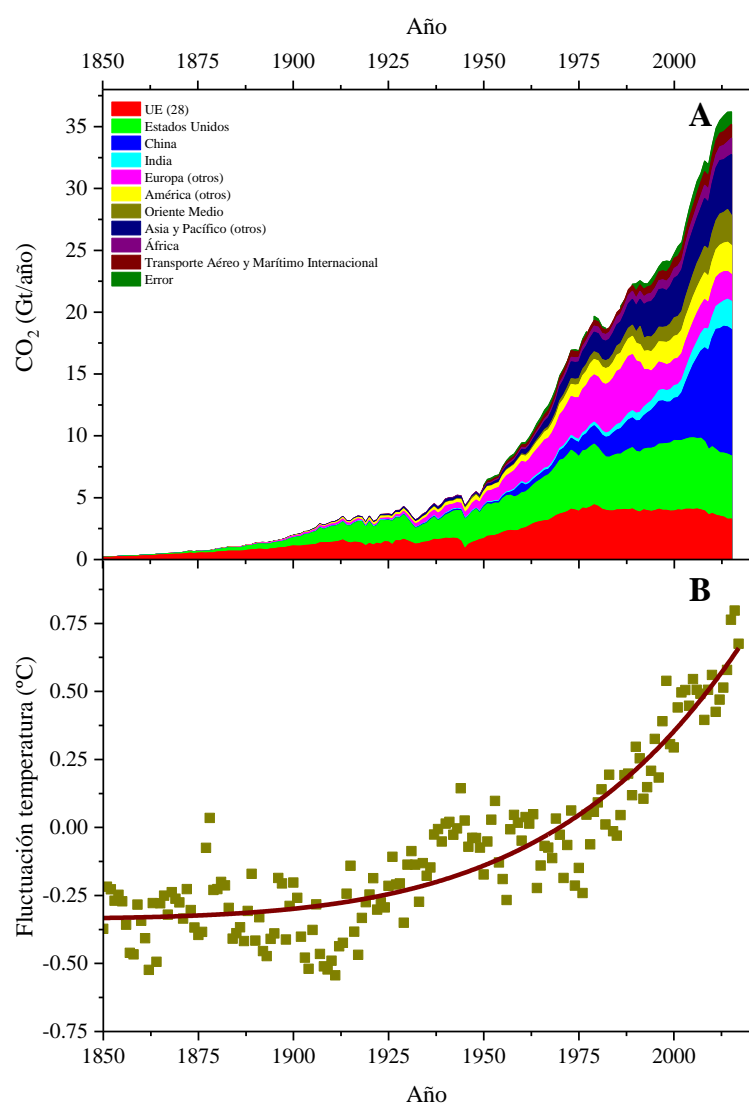 Año
1850 1875 1900 1925 1950 1975 2000
A
UE (28)
Estados Unidos
China
India
Europa (otros)
América (otros)
Oriente Medio
Asia y Pacífico (otros)
África
Transporte Aéreo y Marítimo Internacional
Error
35
30
25
20
15
10
5
0
CO2 (Gt/año)
B
0.75
0.50
0.25
0.00
-0.25
-0.50
-0.75
Fluctuación temperatura (ºC)
1850 1875 1900 1925 1950 1975 2000
Año